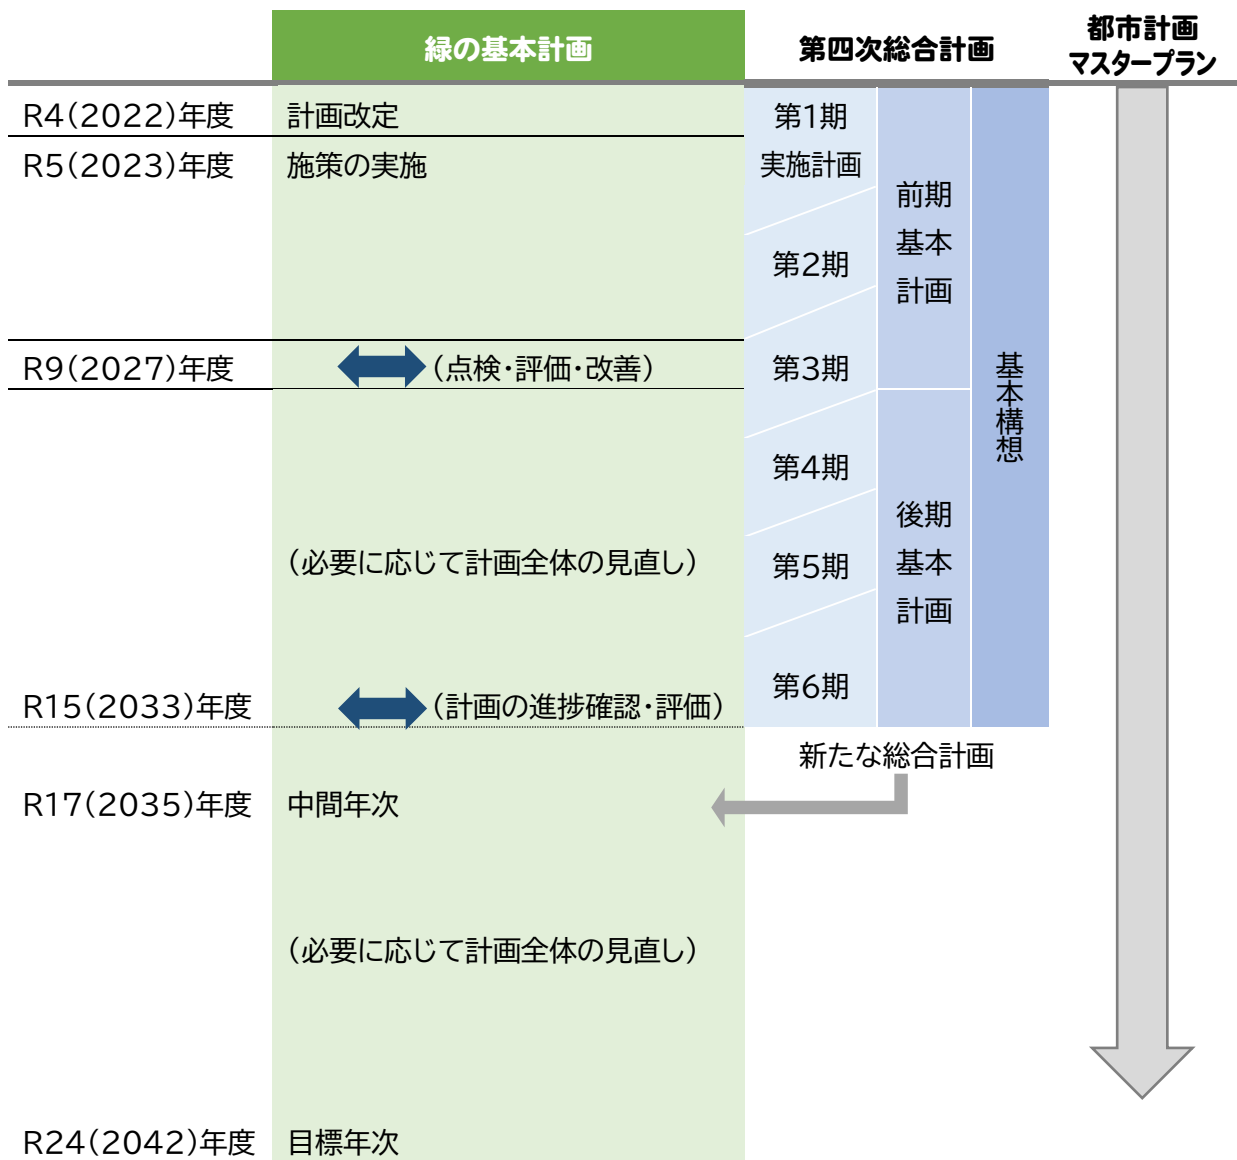 緑の基本計画
第四次総合計画
都市計画
マスタープラン
R4(2022)年度
計画改定
R5(2023)年度
施策の実施
第1期
実施計画
第2期
前期
基本
計画
R9(2027)年度
(点検・評価・改善)
第3期
基本構想
第4期
(必要に応じて計画全体の見直し)
第5期
後期
基本
計画
R15(2033)年度
(計画の進捗確認・評価)
第6期
新たな総合計画
R17(2035)年度
中間年次
(必要に応じて計画全体の見直し)
R24(2042)年度
目標年次